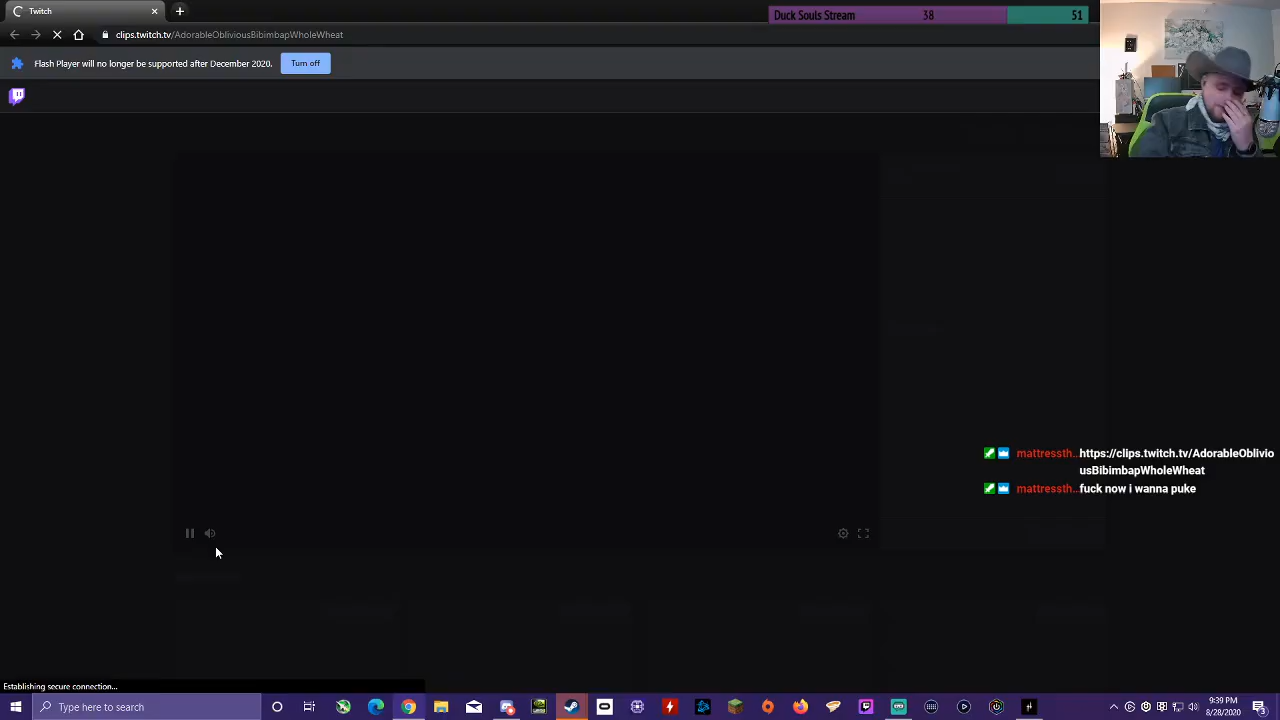 Twitch
Duck Souls Stream 38 51
clips.twitch.tv/AdorableObliviousBibimbapWholeWheat
Flash Player will no longer be supported after December 2020. Turn off
mattressth... https://clips.twitch.tv/AdorableOblivio
usBibimbapWholeWheat
mattressth... fuck now i wanna puke
Establishing secure connection...
Type here to search
9:39 PM
8/28/2020